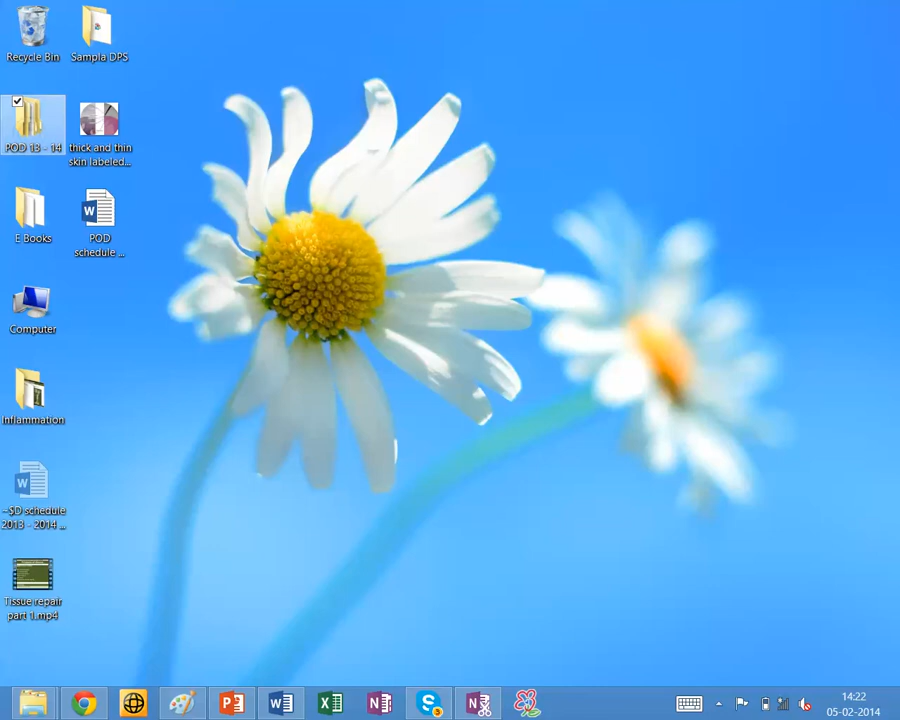 Recycle Bin
Sampla DPS
POD 13 - 14
thick and thin
skin labeled...
E Books
POD
schedule ...
Computer
Inflammation
~$D schedule
2013 - 2014 ...
Tissue repair
part 1.mp4
14:22
05-02-2014